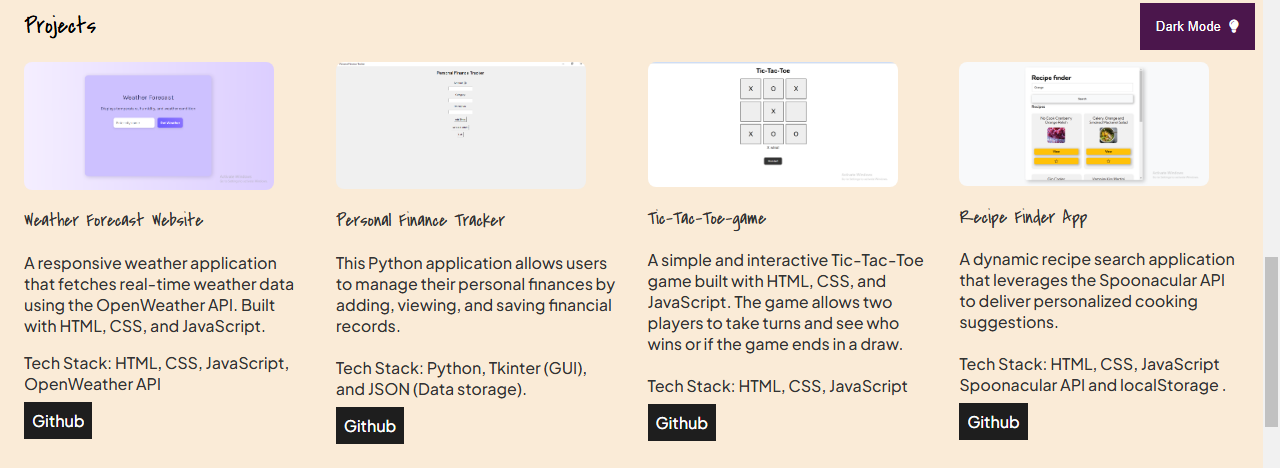 Projects
Dark Mode
Weather Forecast
Personal Finance Tracker
Tic-Tac-Toe
X O X
X
X O O
Recipe finder
Orange
Search
Recipes
View
View
Weather Forecast Website
A responsive weather application
that fetches real-time weather data
using the OpenWeather API. Built
with HTML, CSS, and JavaScript.
Tech Stack: HTML, CSS, JavaScript,
OpenWeather API
Github
Personal Finance Tracker
This Python application allows users
to manage their personal finances by
adding, viewing, and saving financial
records.
Tech Stack: Python, Tkinter (GUI),
and JSON (Data storage).
Github
Tic-Tac-Toe-game
A simple and interactive Tic-Tac-Toe
game built with HTML, CSS, and
JavaScript. The game allows two
players to take turns and see who
wins or if the game ends in a draw.
Tech Stack: HTML, CSS, JavaScript
Github
Recipe Finder App
A dynamic recipe search application
that leverages the Spoonacular API
to deliver personalized cooking
suggestions.
Tech Stack: HTML, CSS, JavaScript
Spoonacular API and localStorage .
Github